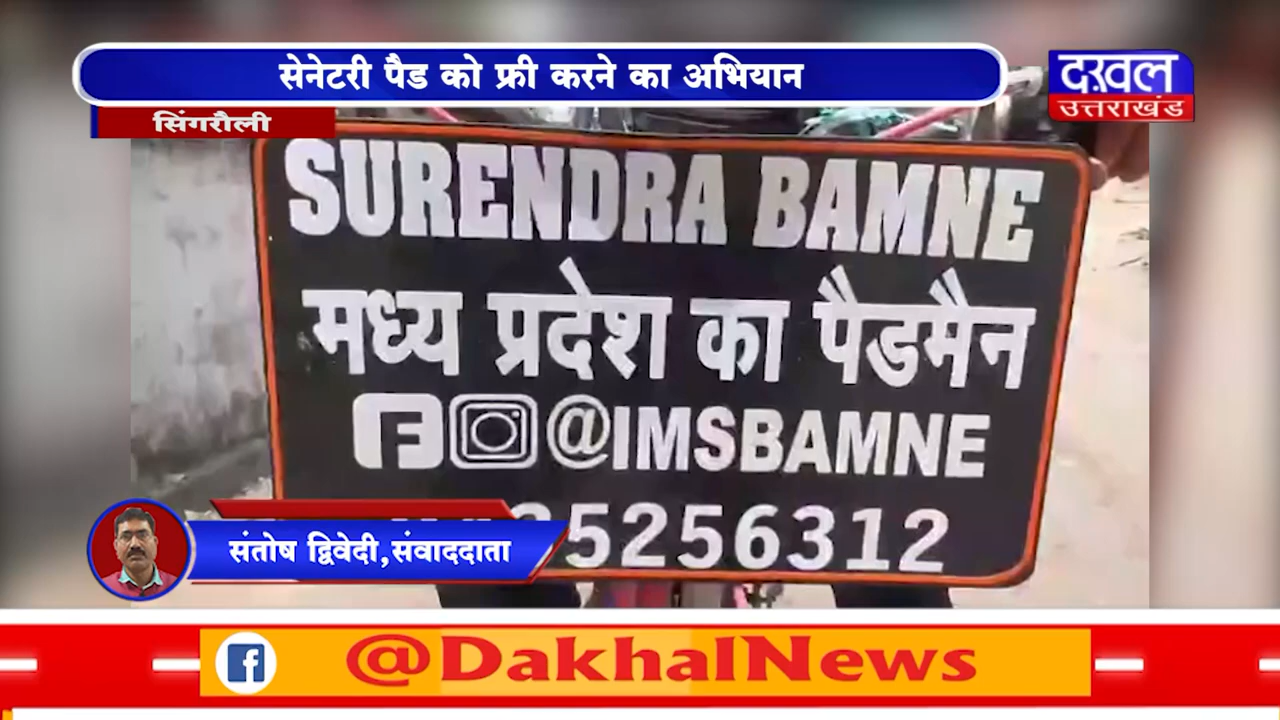 सेनेटरी पैड को फ्री करने का अभियान
दख़ल
उत्तराखंड
सिंगरौली
SURENDRA BAMNE
मध्य प्रदेश का पैडमैन
@IMSBAMNE
5256312
संतोष द्विवेदी,संवाददाता
@DakhalNews